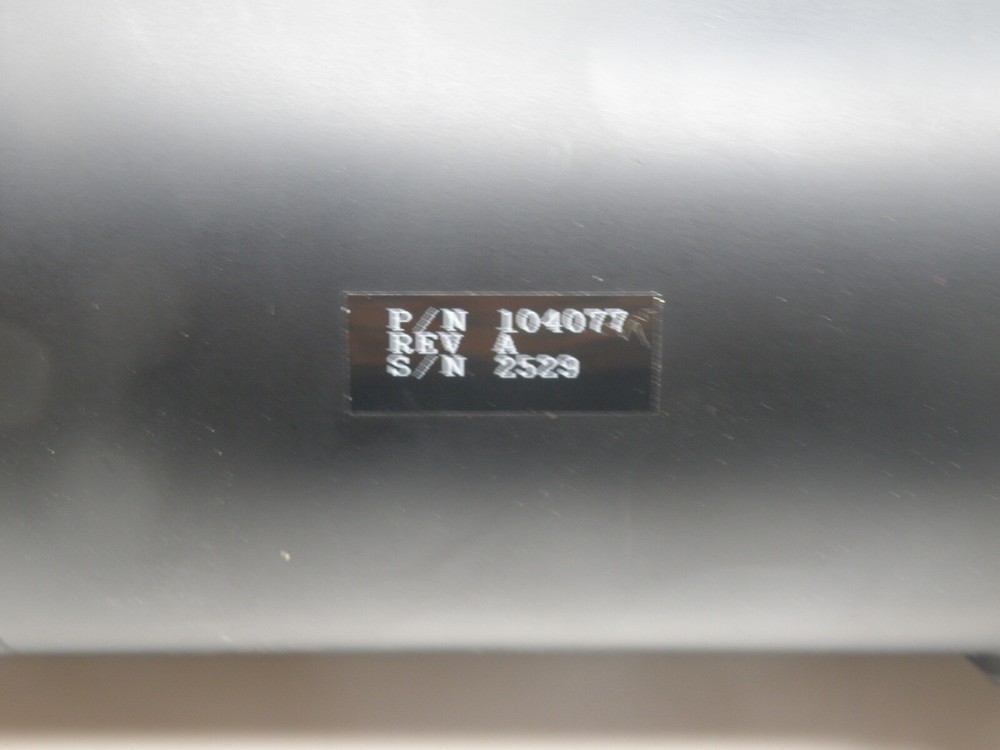 P/N 104077
REV A
S/N 2529